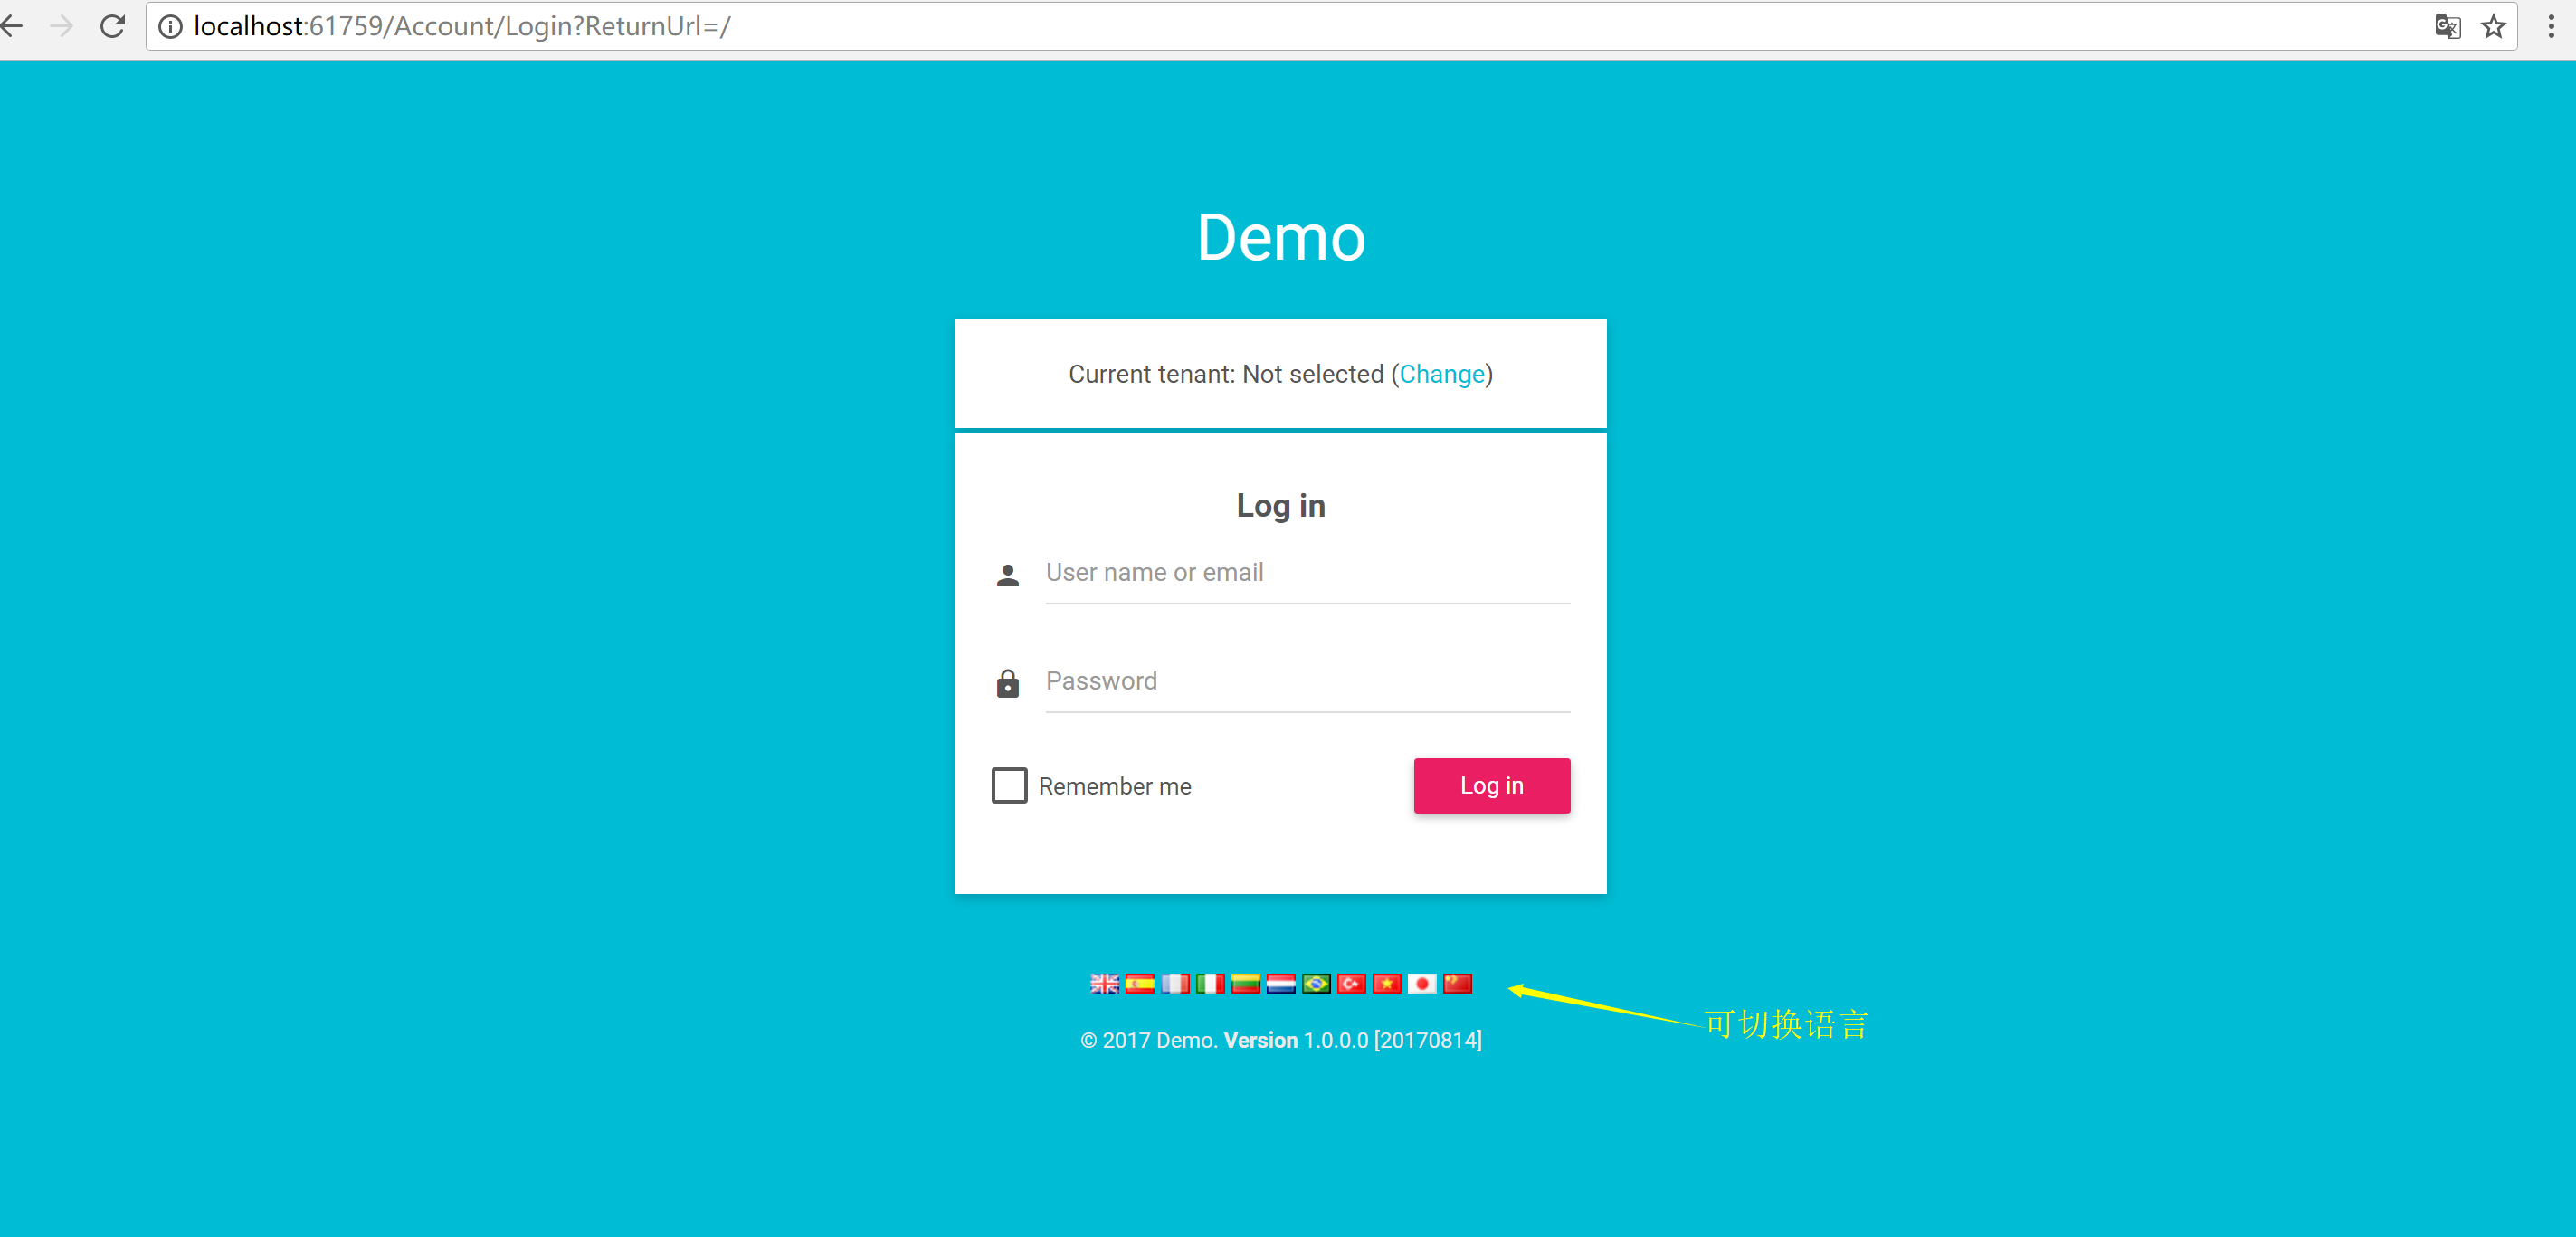 localhost:61759/Account/Login?ReturnUrl=/
Demo
Current tenant: Not selected (Change)
Log in
User name or email
Password
Remember me
Log in
可切换语言
© 2017 Demo. Version 1.0.0.0 [20170814]